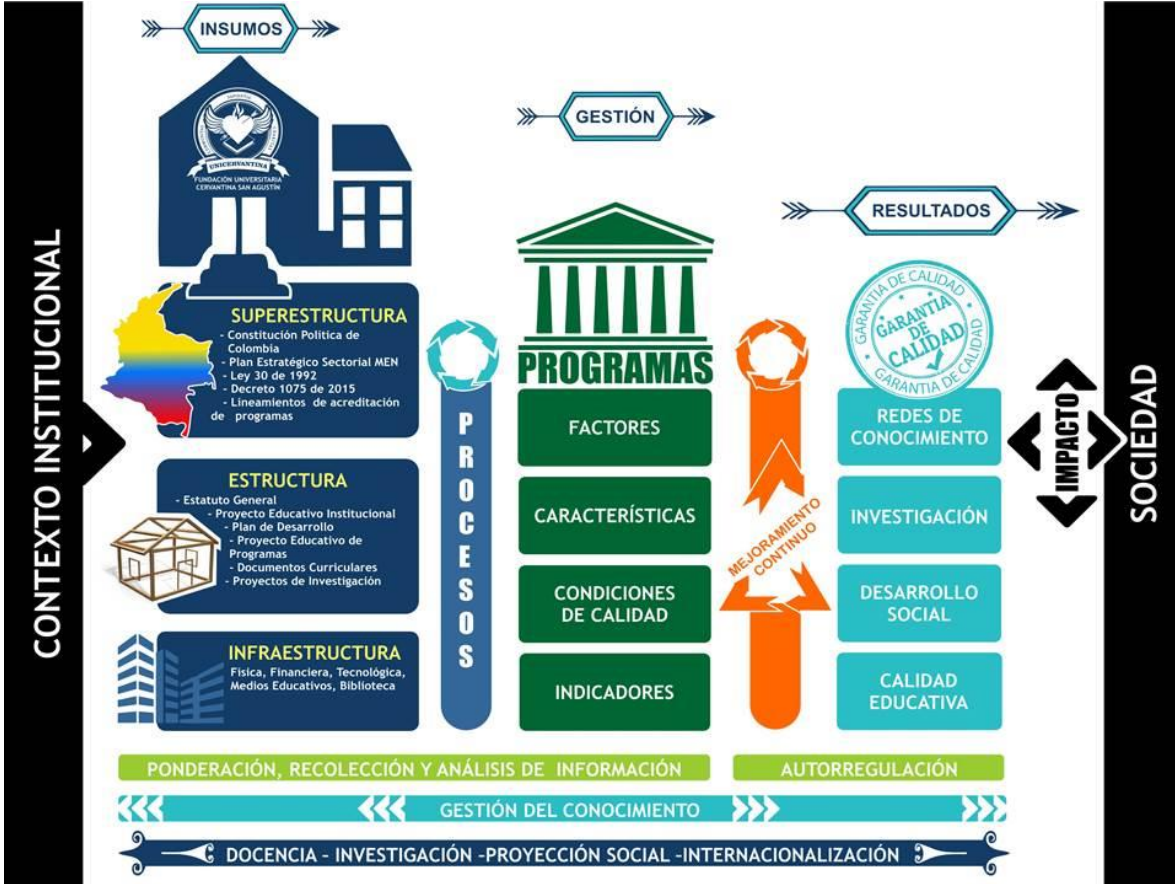 CONTEXTO INSTITUCIONAL
INSUMOS
UNICERVANTINA
FUNDACIÓN UNIVERSITARIA
CERVANTINA SAN AGUSTÍN
SUPERESTRUCTURA
- Constitución Política de
Colombia
- Plan Estratégico Sectorial MEN
- Ley 30 de 1992
- Decreto 1075 de 2015
- Lineamientos de acreditación
de programas
ESTRUCTURA
- Estatuto General
- Proyecto Educativo Institucional
- Plan de Desarrollo
- Proyecto Educativo de
Programas
- Documentos Curriculares
- Proyectos de Investigación
INFRAESTRUCTURA
Física, Financiera, Tecnológica,
Medios Educativos, Biblioteca
PROCESOS
GESTIÓN
PROGRAMAS
FACTORES
CARACTERÍSTICAS
CONDICIONES
DE CALIDAD
INDICADORES
MEJORAMIENTO
CONTINUO
RESULTADOS
GARANTIA DE CALIDAD
GARANTIA
DE
CALIDAD
GARANTIA DE CALIDAD
REDES DE
CONOCIMIENTO
INVESTIGACIÓN
DESARROLLO
SOCIAL
CALIDAD
EDUCATIVA
IMPACTO
SOCIEDAD
PONDERACIÓN, RECOLECCIÓN Y ANÁLISIS DE INFORMACIÓN
AUTORREGULACIÓN
GESTIÓN DEL CONOCIMIENTO
DOCENCIA - INVESTIGACIÓN -PROYECCIÓN SOCIAL -INTERNACIONALIZACIÓN